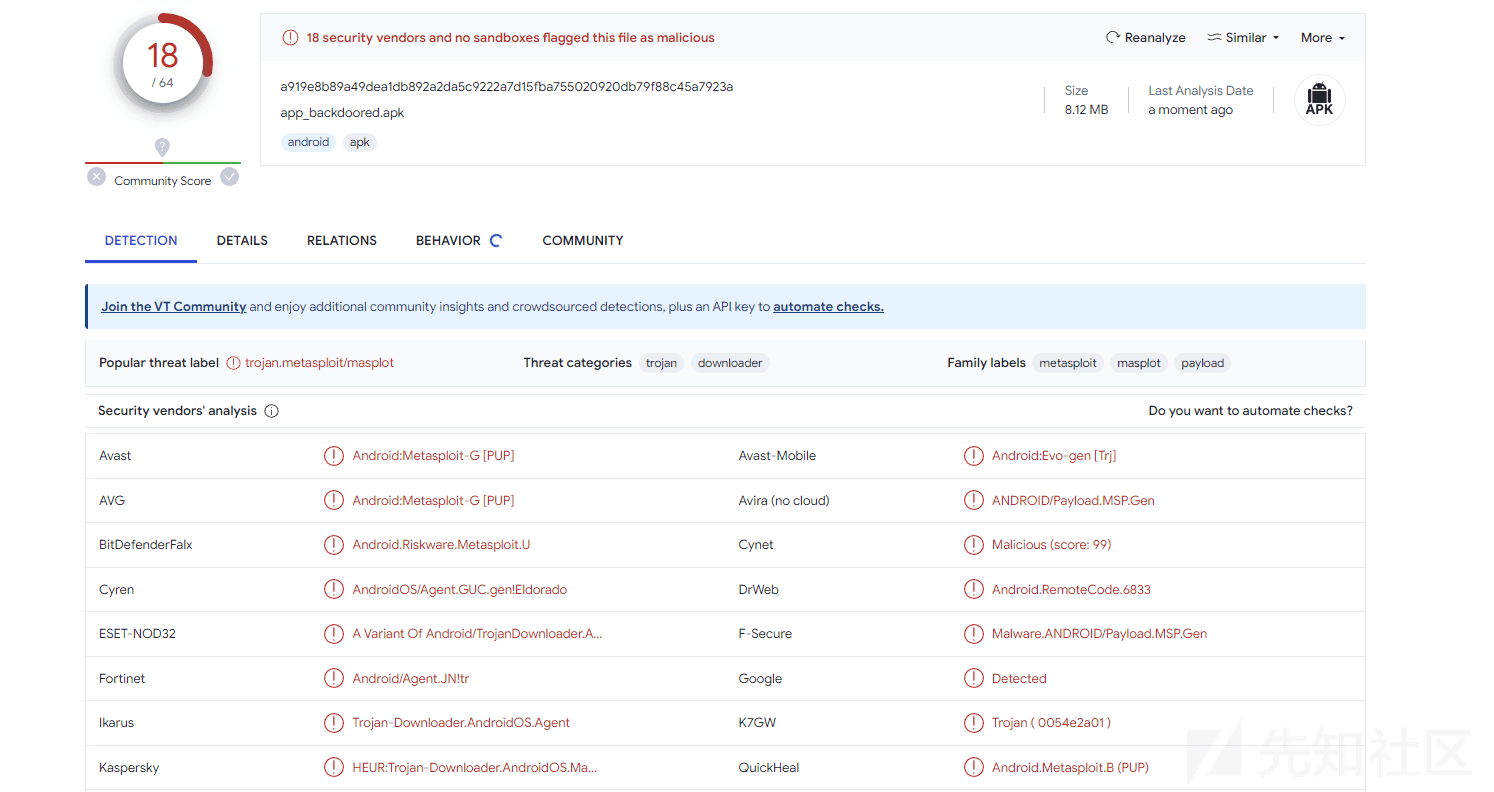 18
/ 64
Community Score
18 security vendors and no sandboxes flagged this file as malicious
Reanalyze
Similar
More
a919e8b89a49dea1db892a2da5c9222a7d15fba755020920db79f88c45a7923a
app_backdoored.apk
android
apk
Size
8.12 MB
Last Analysis Date
a moment ago
APK
DETECTION
DETAILS
RELATIONS
BEHAVIOR
COMMUNITY
Join the VT Community and enjoy additional community insights and crowdsourced detections, plus an API key to automate checks.
Popular threat label trojan.metasploit/masplot
Threat categories trojan downloader
Family labels metasploit masplot payload
Security vendors' analysis
Do you want to automate checks?
Avast Android:Metasploit-G [PUP] Avast-Mobile Android:Evo-gen [Trj]
AVG Android:Metasploit-G [PUP] Avira (no cloud) ANDROID/Payload.MSP.Gen
BitDefenderFalx Android.Riskware.Metasploit.U Cynet Malicious (score: 99)
Cyren AndroidOS/Agent.GUC.gen!Eldorado DrWeb Android.RemoteCode.6833
ESET-NOD32 A Variant Of Android/TrojanDownloader.A... F-Secure Malware.ANDROID/Payload.MSP.Gen
Fortinet Android/Agent.JN!tr Google Detected
Ikarus Trojan-Downloader.AndroidOS.Agent K7GW Trojan ( 0054e2a01 )
Kaspersky HEUR:Trojan-Downloader.AndroidOS.Ma... QuickHeal Android.Metasploit.B (PUP)
先知社区